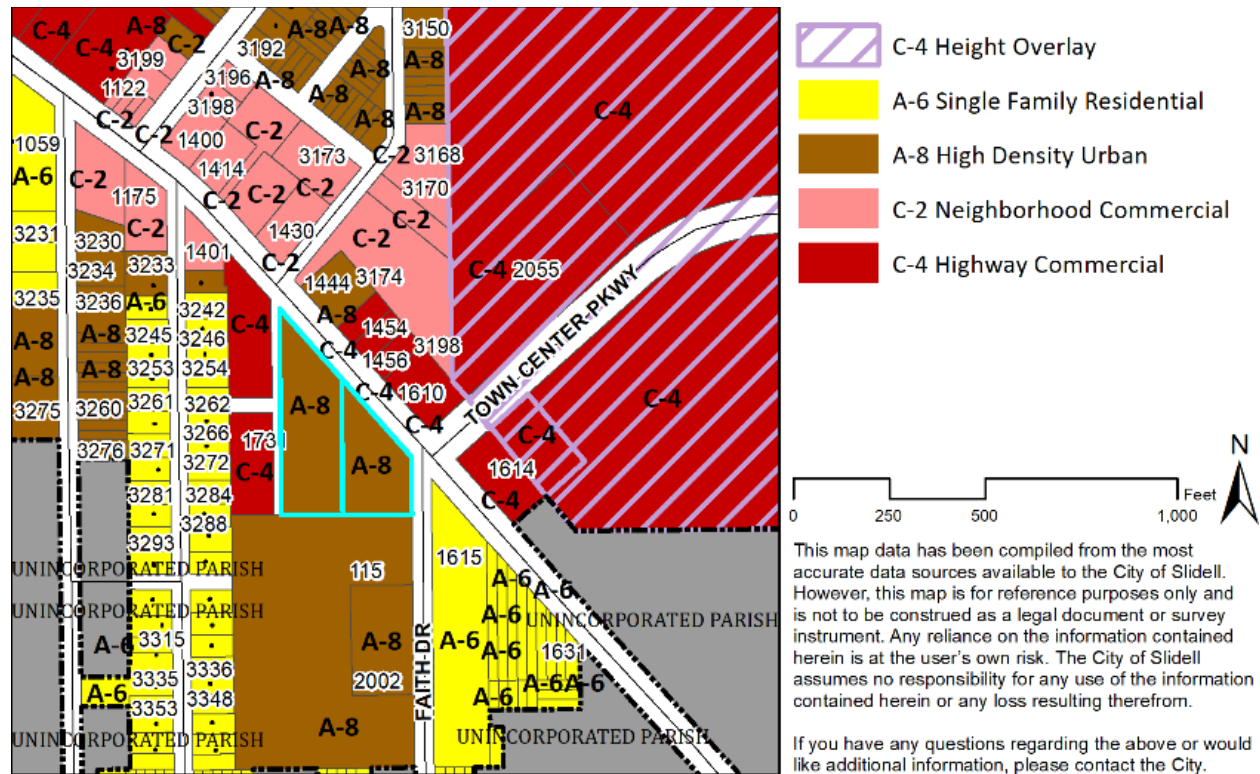 C-4
A-8
3192
A-8
A-8
3150
C-4
C-2
3199
3196
A-8
A-8
1122
3198
A-8
A-8
A-8
C-4
C-2
C-2
C-2
1059
1400
3173
C-2
3168
1414
C-2
A-6
C-2
C-2
C-2
3170
1175
C-2
C-2
3231
3230
C-2
1430
C-2
1401
C-2
3234
3233
3174
C-4
2055
3235
3236
A-6
3242
1444
A-8
A-8
3245
3246
C-4
1454
A-8
A-8
3253
3254
C-4
1456
3198
TOWN CENTER PKWY
3275
3260
3261
3262
A-8
C-4
1610
C-4
3266
C-4
3276
3271
3272
1731
A-8
C-4
1614
3281
3284
C-4
C-4
3288
3293
UNINCORPORATED PARISH
115
1615
A-6
A-6
UNINCORPORATED PARISH
A-6
UNINCORPORATED PARISH
3315
A-6
A-8
A-6
A-6
1631
3335
3336
2002
FAITH DR
A-6
3353
3348
A-6
A-6
A-6
A-8
UNINCORPORATED PARISH
UNINCORPORATED PARISH
C-4 Height Overlay
A-6 Single Family Residential
A-8 High Density Urban
C-2 Neighborhood Commercial
C-4 Highway Commercial
N
Feet
0 250 500 1,000
This map data has been compiled from the most
accurate data sources available to the City of Slidell.
However, this map is for reference purposes only and
is not to be construed as a legal document or survey
instrument. Any reliance on the information contained
herein is at the user's own risk. The City of Slidell
assumes no responsibility for any use of the information
contained herein or any loss resulting therefrom.
If you have any questions regarding the above or would
like additional information, please contact the City.